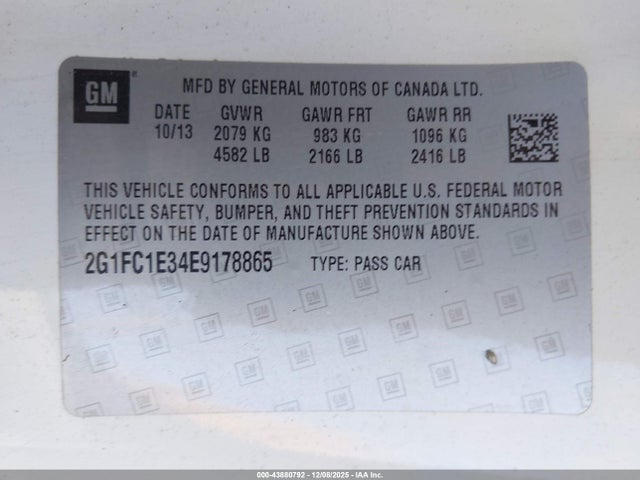 GM
MFD BY GENERAL MOTORS OF CANADA LTD.
DATE GVWR GAWR FRT GAWR RR
10/13 2079 KG 983 KG 1096 KG
4582 LB 2166 LB 2416 LB
THIS VEHICLE CONFORMS TO ALL APPLICABLE U.S. FEDERAL MOTOR
VEHICLE SAFETY, BUMPER, AND THEFT PREVENTION STANDARDS IN
EFFECT ON THE DATE OF MANUFACTURE SHOWN ABOVE.
2G1FC1E34E9178865 TYPE: PASS CAR
000-43880792 - 12/08/2025 - IAA Inc.